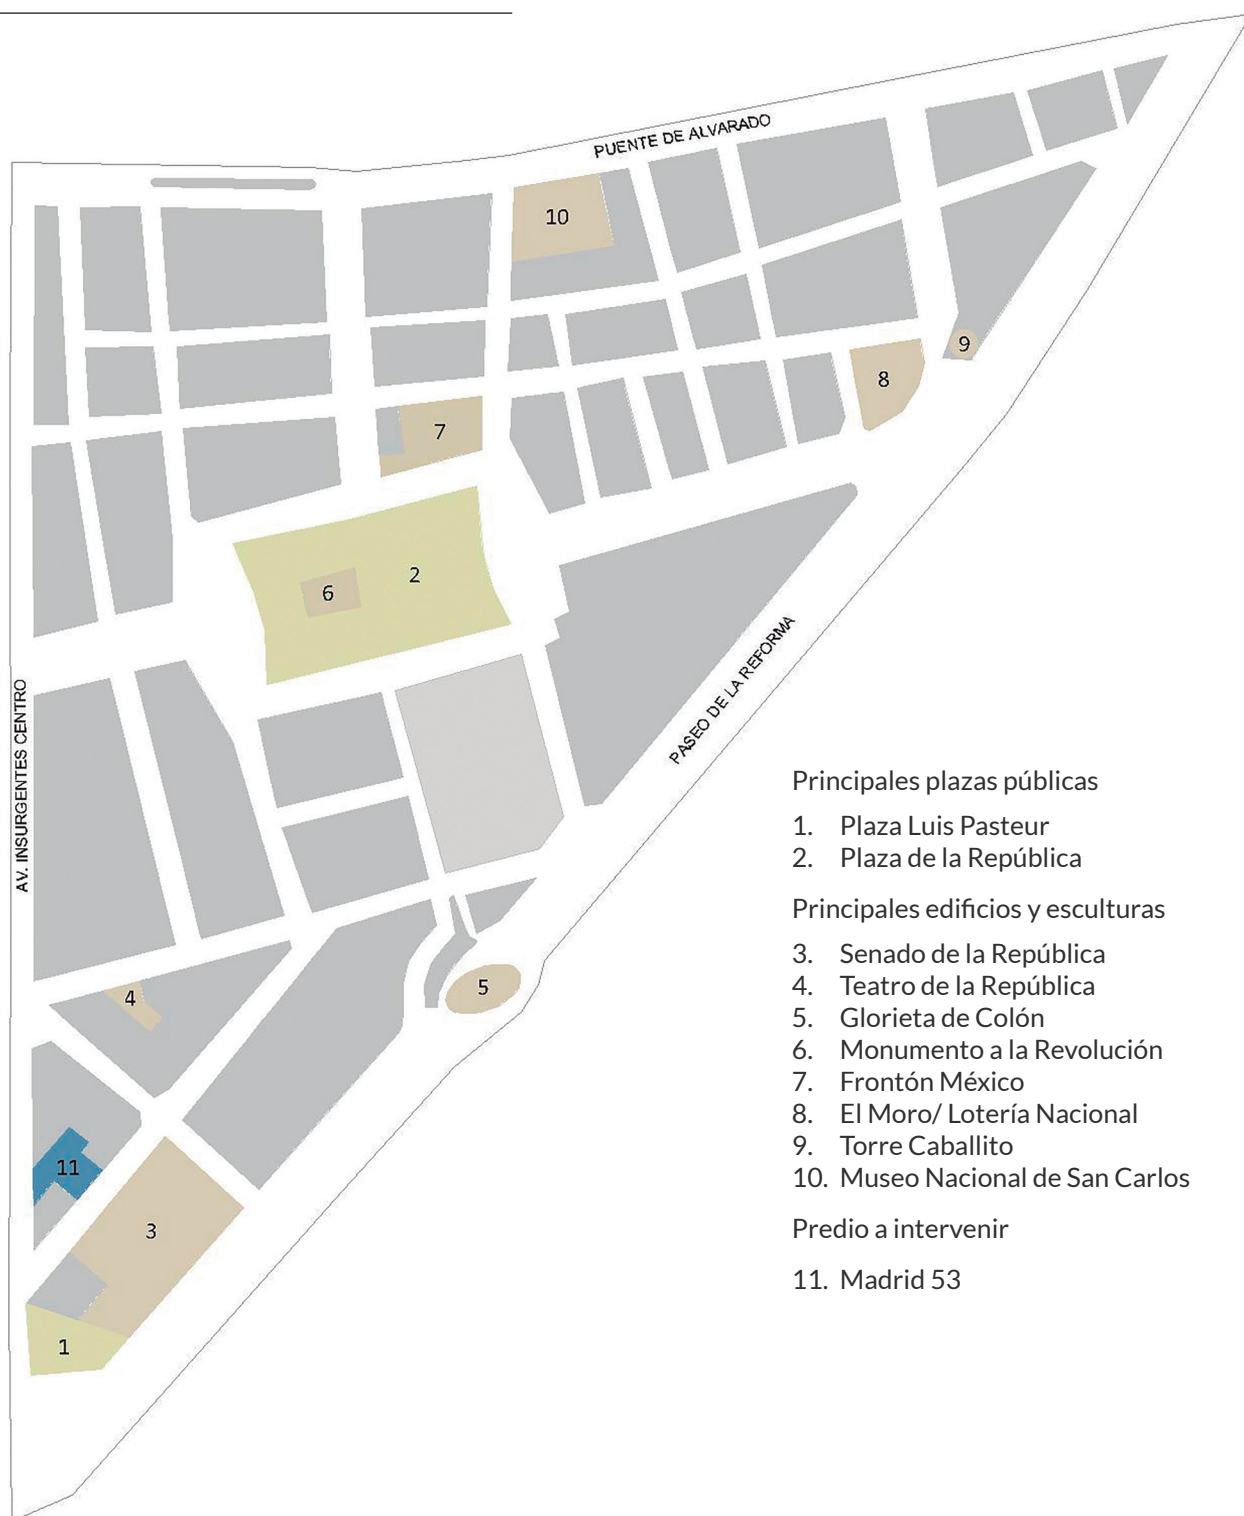 PUENTE DE ALVARADO
10
9
8
7
2
6
PASEO DE LA REFORMA
AV. INSURGENTES CENTRO
5
4
11
3
1
Principales plazas públicas
1. Plaza Luis Pasteur
2. Plaza de la República
Principales edificios y esculturas
3. Senado de la República
4. Teatro de la República
5. Glorieta de Colón
6. Monumento a la Revolución
7. Frontón México
8. El Moro/ Lotería Nacional
9. Torre Caballito
10. Museo Nacional de San Carlos
Predio a intervenir
11. Madrid 53